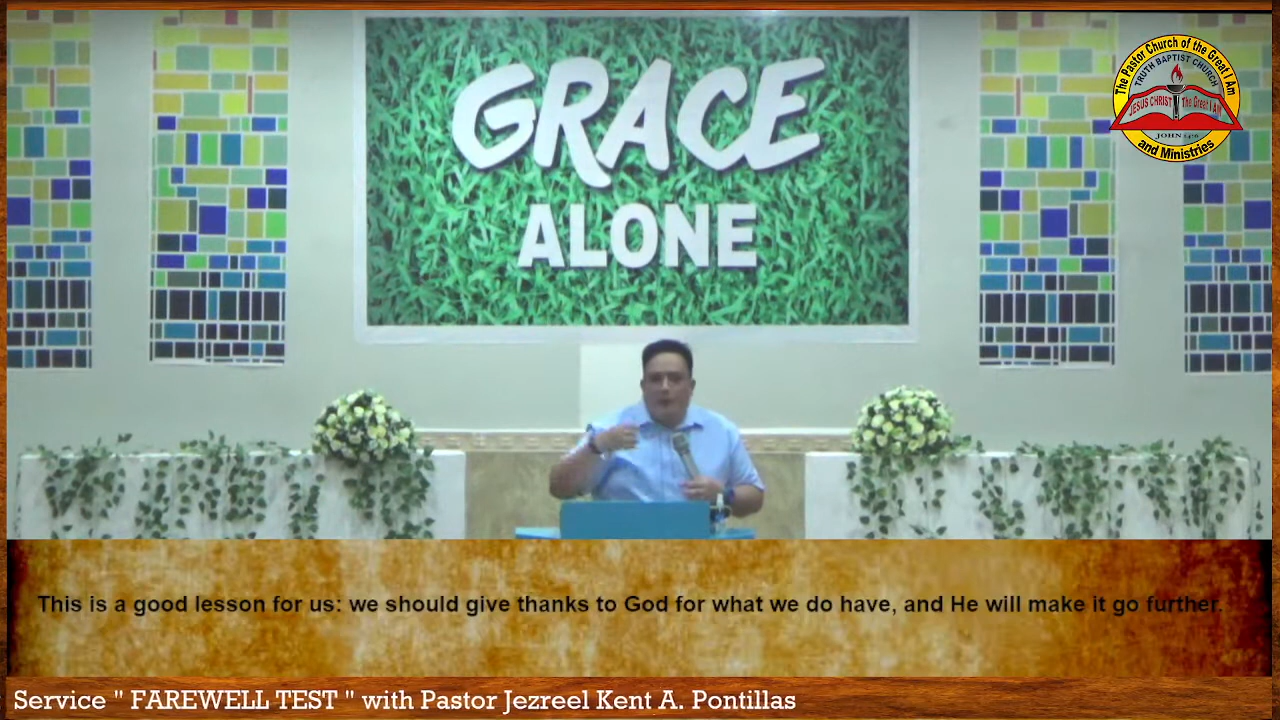 GRACE
ALONE
The Pastor Church of the Great I Am
TRUTH BAPTIST CHURCH
JESUS CHRIST The Great I AM
and Ministries
This is a good lesson for us: we should give thanks to God for what we do have, and He will make it go further.
Service " FAREWELL TEST " with Pastor Jezreel Kent A. Pontillas